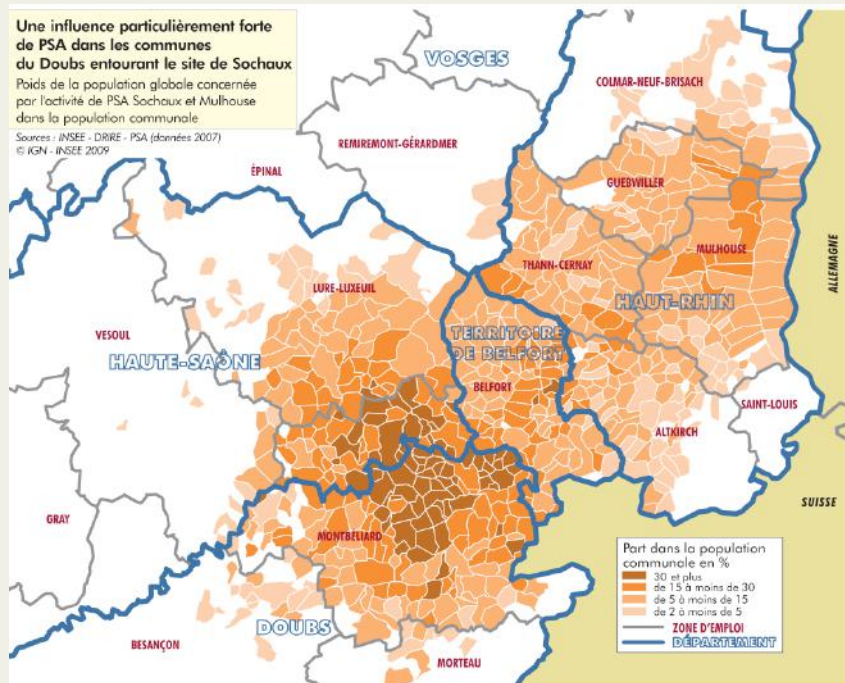 Une influence particulièrement forte
de PSA dans les communes
du Doubs entourant le site de Sochaux
Poids de la population globale concernée
par l'activité de PSA Sochaux et Mulhouse
dans la population communale
Sources : INSEE - DRIRE - PSA (données 2007)
© IGN - INSEE 2009
VOSGES
COLMAR-NEUF-BRISACH
REMIREMONT-GÉRARDMER
ÉPINAL
GUEBWILLER
MULHOUSE
THANN-CERNAY
ALLEMAGNE
LURE-LUXEUIL
HAUT-RHIN
VESOUL
TERRITOIRE
DE BELFORT
HAUTE-SAÔNE
BELFORT
SAINT-LOUIS
ALTKIRCH
SUISSE
GRAY
MONTBÉLIARD
Part dans la population
communale en %
30 et plus
de 15 à moins de 30
de 5 à moins de 15
de 2 à moins de 5
ZONE D'EMPLOI
DÉPARTEMENT
DOUBS
BESANÇON
MORTEAU